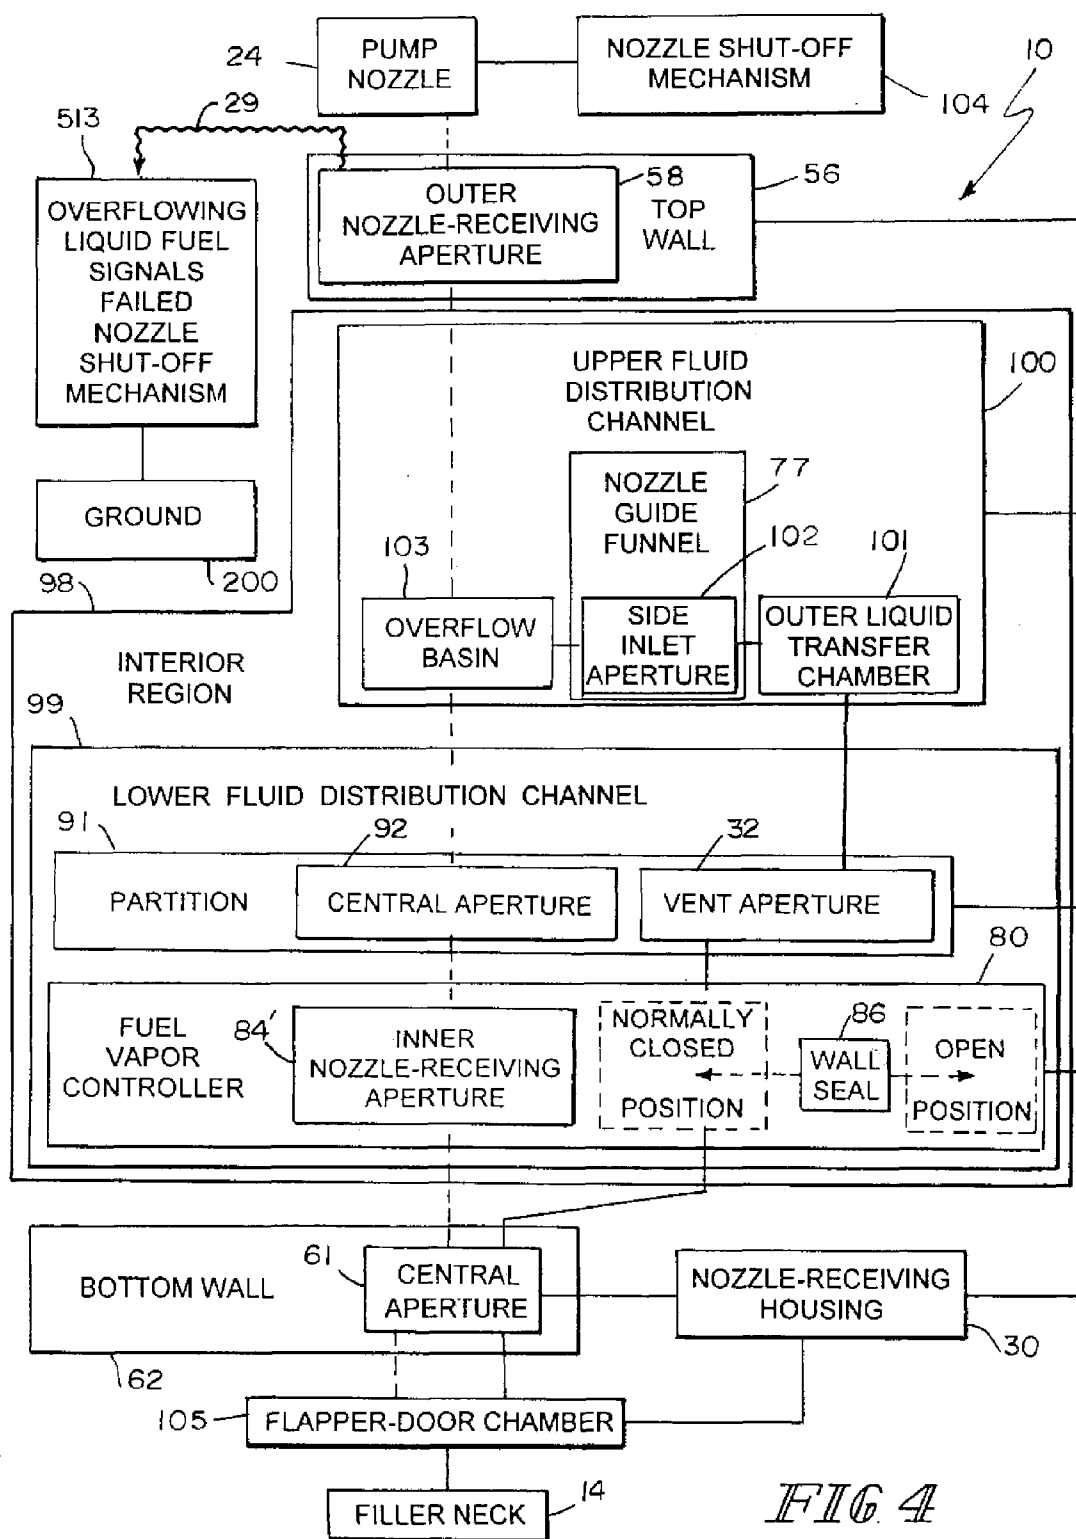 PUMP
NOZZLE
24
NOZZLE SHUT-OFF
MECHANISM
104
10
29
513
OVERFLOWING
LIQUID FUEL
SIGNALS
FAILED
NOZZLE
SHUT-OFF
MECHANISM
OUTER
NOZZLE-RECEIVING
APERTURE
58
TOP
WALL
56
GROUND
200
UPPER FLUID
DISTRIBUTION
CHANNEL
100
NOZZLE
GUIDE
FUNNEL
77
103
102
101
OVERFLOW
BASIN
SIDE
INLET
APERTURE
OUTER LIQUID
TRANSFER
CHAMBER
98
INTERIOR
REGION
99
LOWER FLUID DISTRIBUTION CHANNEL
91
92
32
PARTITION
CENTRAL APERTURE
VENT APERTURE
80
FUEL
VAPOR
CONTROLLER
84'
INNER
NOZZLE-RECEIVING
APERTURE
NORMALLY
CLOSED
POSITION
86
WALL
SEAL
OPEN
POSITION
BOTTOM WALL
61
CENTRAL
APERTURE
NOZZLE-RECEIVING
HOUSING
30
62
105
FLAPPER-DOOR CHAMBER
FILLER NECK
14
FIG. 4